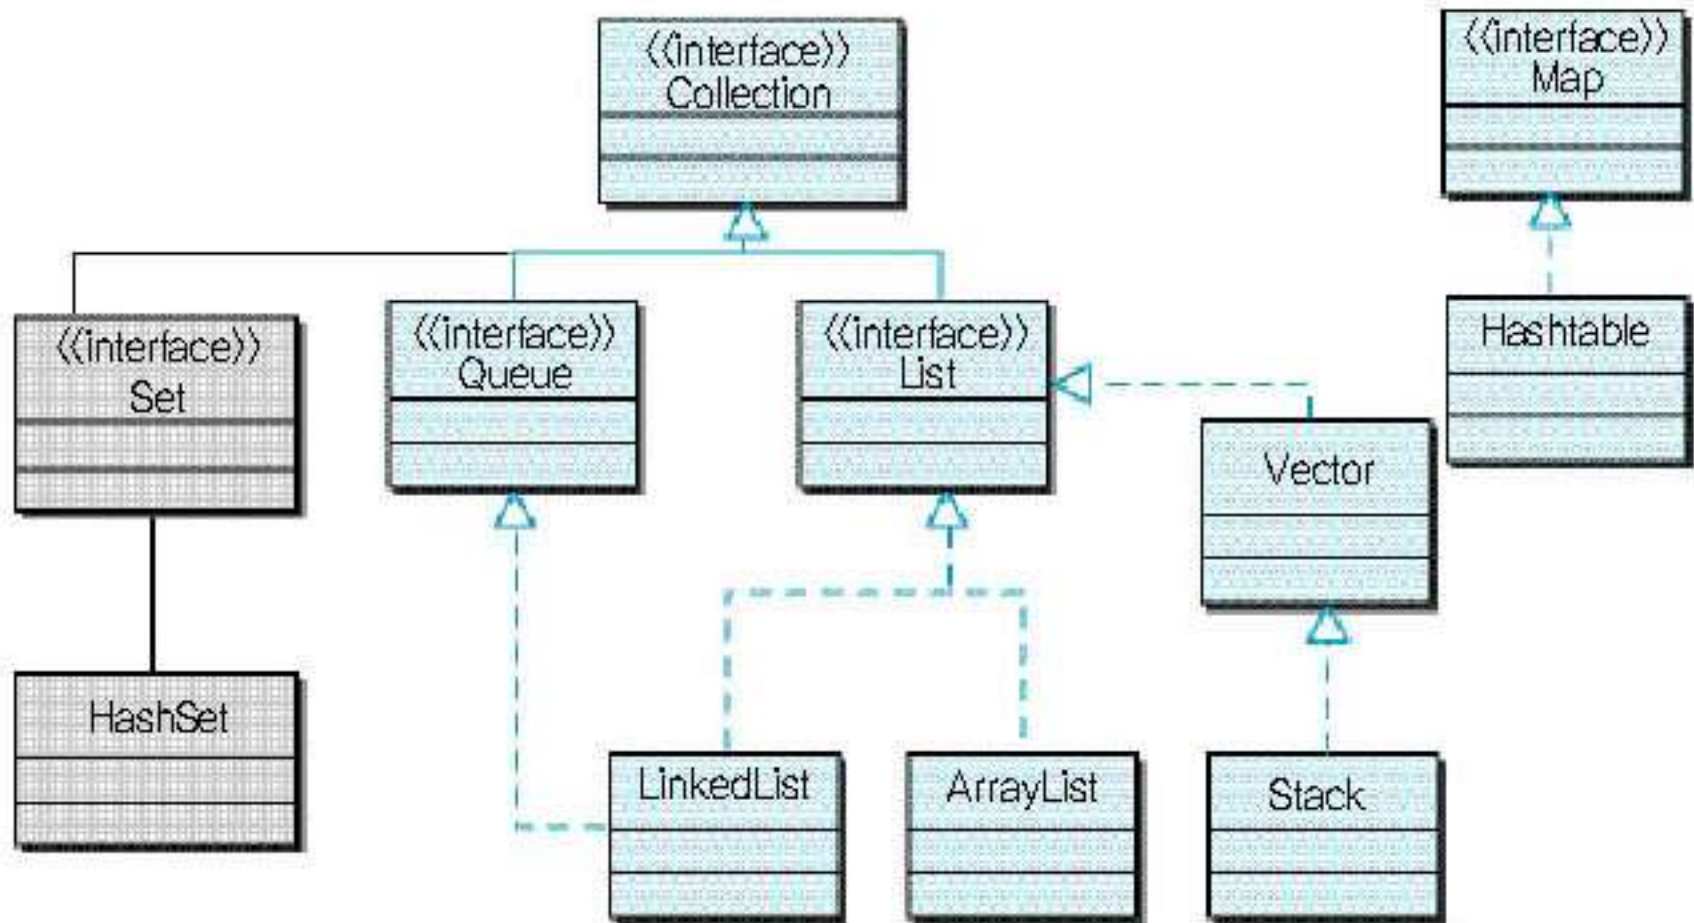 ⟨⟨interface⟩⟩
Collection
⟨⟨interface⟩⟩
Map
⟨⟨interface⟩⟩
Set
⟨⟨interface⟩⟩
Queue
⟨⟨interface⟩⟩
List
Hashtable
Vector
HashSet
LinkedList
ArrayList
Stack